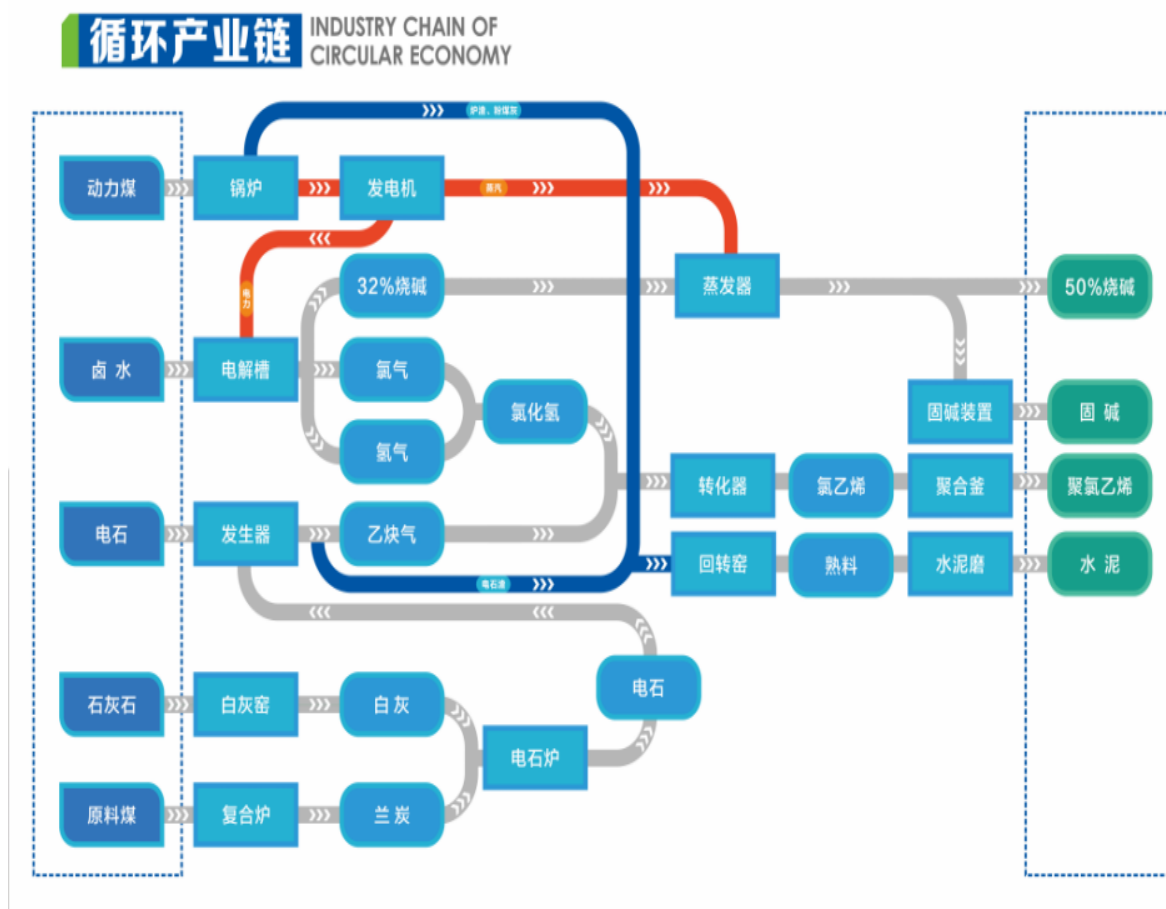 循环产业链
INDUSTRY CHAIN OF
CIRCULAR ECONOMY
炉渣、粉煤灰
动力煤
锅炉
发电机
蒸汽
电力
32%烧碱
蒸发器
50%烧碱
卤水
电解槽
氯气
氯化氢
固碱装置
固碱
氢气
转化器
氯乙烯
聚合釜
聚氯乙烯
电石
发生器
乙炔气
回转窑
熟料
水泥磨
水泥
电石渣
电石
石灰石
白灰窑
白灰
电石炉
原料煤
复合炉
兰炭